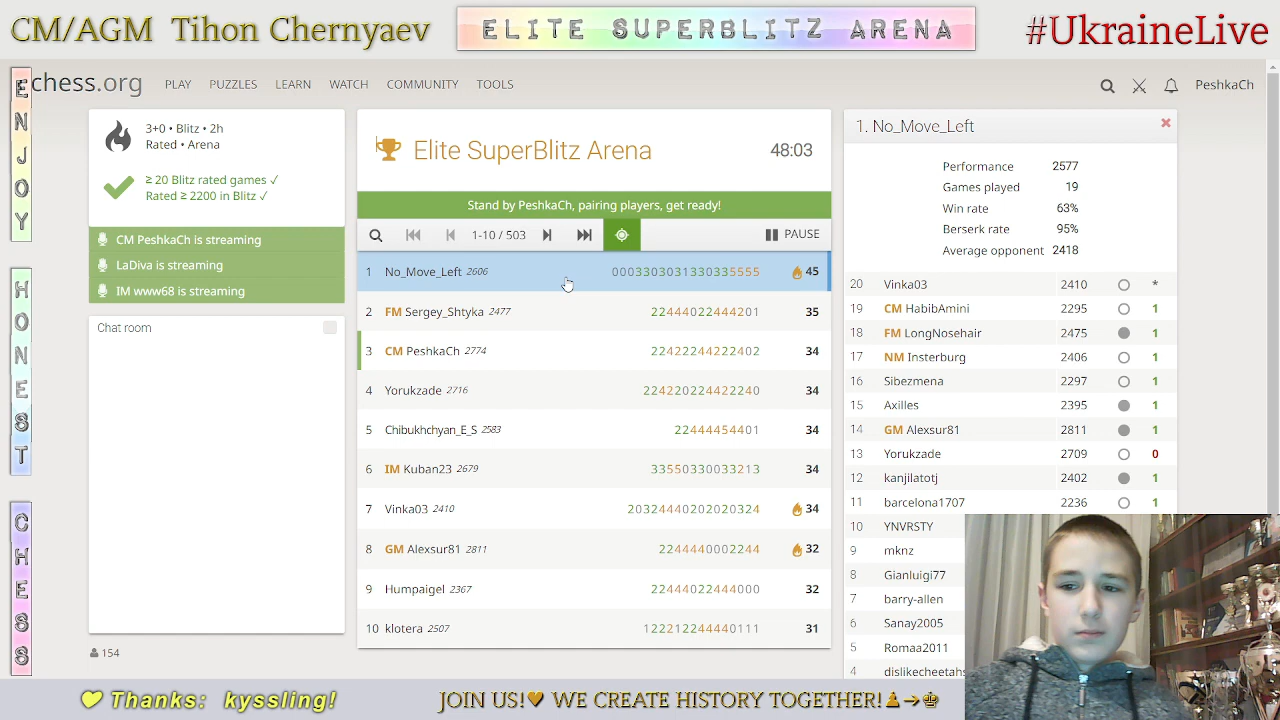 CM/AGM Tihon Chernyaev
ELITE SUPERBLITZ ARENA
#UkraineLive
ENJOY
HONEST
CHESS
chess.org
PLAY PUZZLES LEARN WATCH COMMUNITY TOOLS
PeshkaCh
3+0 • Blitz • 2h
Rated • Arena
≥ 20 Blitz rated games ✓
Rated ≥ 2200 in Blitz ✓
CM PeshkaCh is streaming
LaDiva is streaming
IM www68 is streaming
Chat room
154
Elite SuperBlitz Arena 48:03
Stand by PeshkaCh, pairing players, get ready!
1-10 / 503 PAUSE
1 No_Move_Left 2606 0003303031330335555 45
2 FM Sergey_Shtyka 2477 22444022444201 35
3 CM PeshkaCh 2774 224222442222402 34
4 Yorukzade 2716 224220224422240 34
5 Chibukhchyan_E_S 2583 22444454401 34
6 IM Kuban23 2679 33550330033213 34
7 Vinka03 2410 20324440202020324 34
8 GM Alexsur81 2811 2244440002244 32
9 Humpaigel 2367 22444022444000 32
10 klotera 2507 122212244440111 31
1. No_Move_Left
Performance 2577
Games played 19
Win rate 63%
Berserk rate 95%
Average opponent 2418
20 Vinka03 2410 *
19 CM HabibAmini 2295 1
18 FM LongNosehair 2475 1
17 NM Insterburg 2406 1
16 Sibezmena 2297 1
15 Axilles 2395 1
14 GM Alexsur81 2811 1
13 Yorukzade 2709 0
12 kanjilatotj 2402 1
11 barcelona1707 2236 1
10 YNVRSTY
9 mknz
8 Gianluigi77
7 barry-allen
6 Sanay2005
5 Romaa2011
4 dislikecheetahs
Thanks: kyssling!
JOIN US! WE CREATE HISTORY TOGETHER!